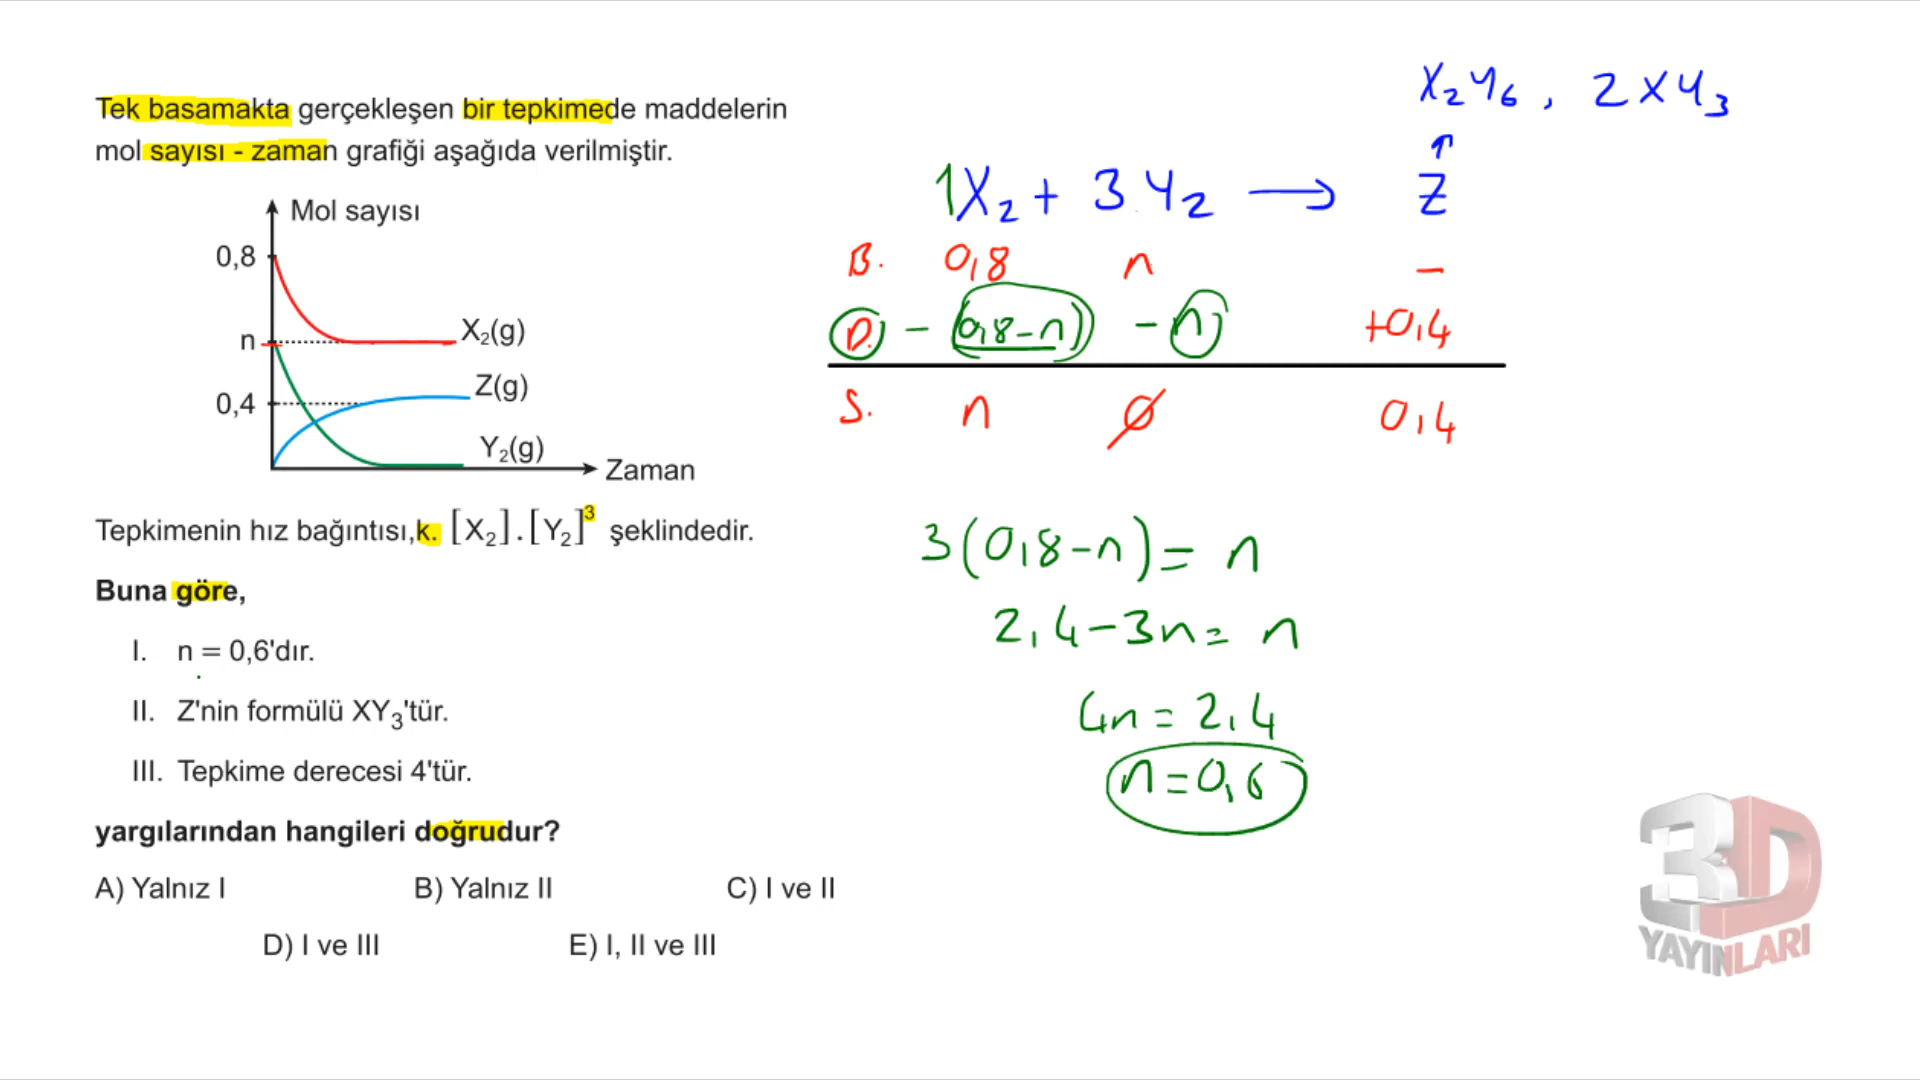 Tek basamakta gerçekleşen bir tepkimede maddelerin
mol sayısı - zaman grafiği aşağıda verilmiştir.
Mol sayısı
0,8
n
0,4
X₂(g)
Z(g)
Y₂(g)
Zaman
Tepkimenin hız bağıntısı,k. [X₂].[Y₂]³ şeklindedir.
Buna göre,
I. n = 0,6'dır.
II. Z'nin formülü XY₃'tür.
III. Tepkime derecesi 4'tür.
yargılarından hangileri doğrudur?
A) Yalnız I B) Yalnız II C) I ve II
D) I ve III E) I, II ve III
X₂Y₆, 2XY₃
↑
1X₂ + 3Y₂ → Z
B. 0,8 n -
D. -(0,8-n) -n +0,4
S. n ∅ 0,4
3(0,8-n) = n
2,4-3n = n
4n = 2,4
n = 0,6
3D
YAYINLARI